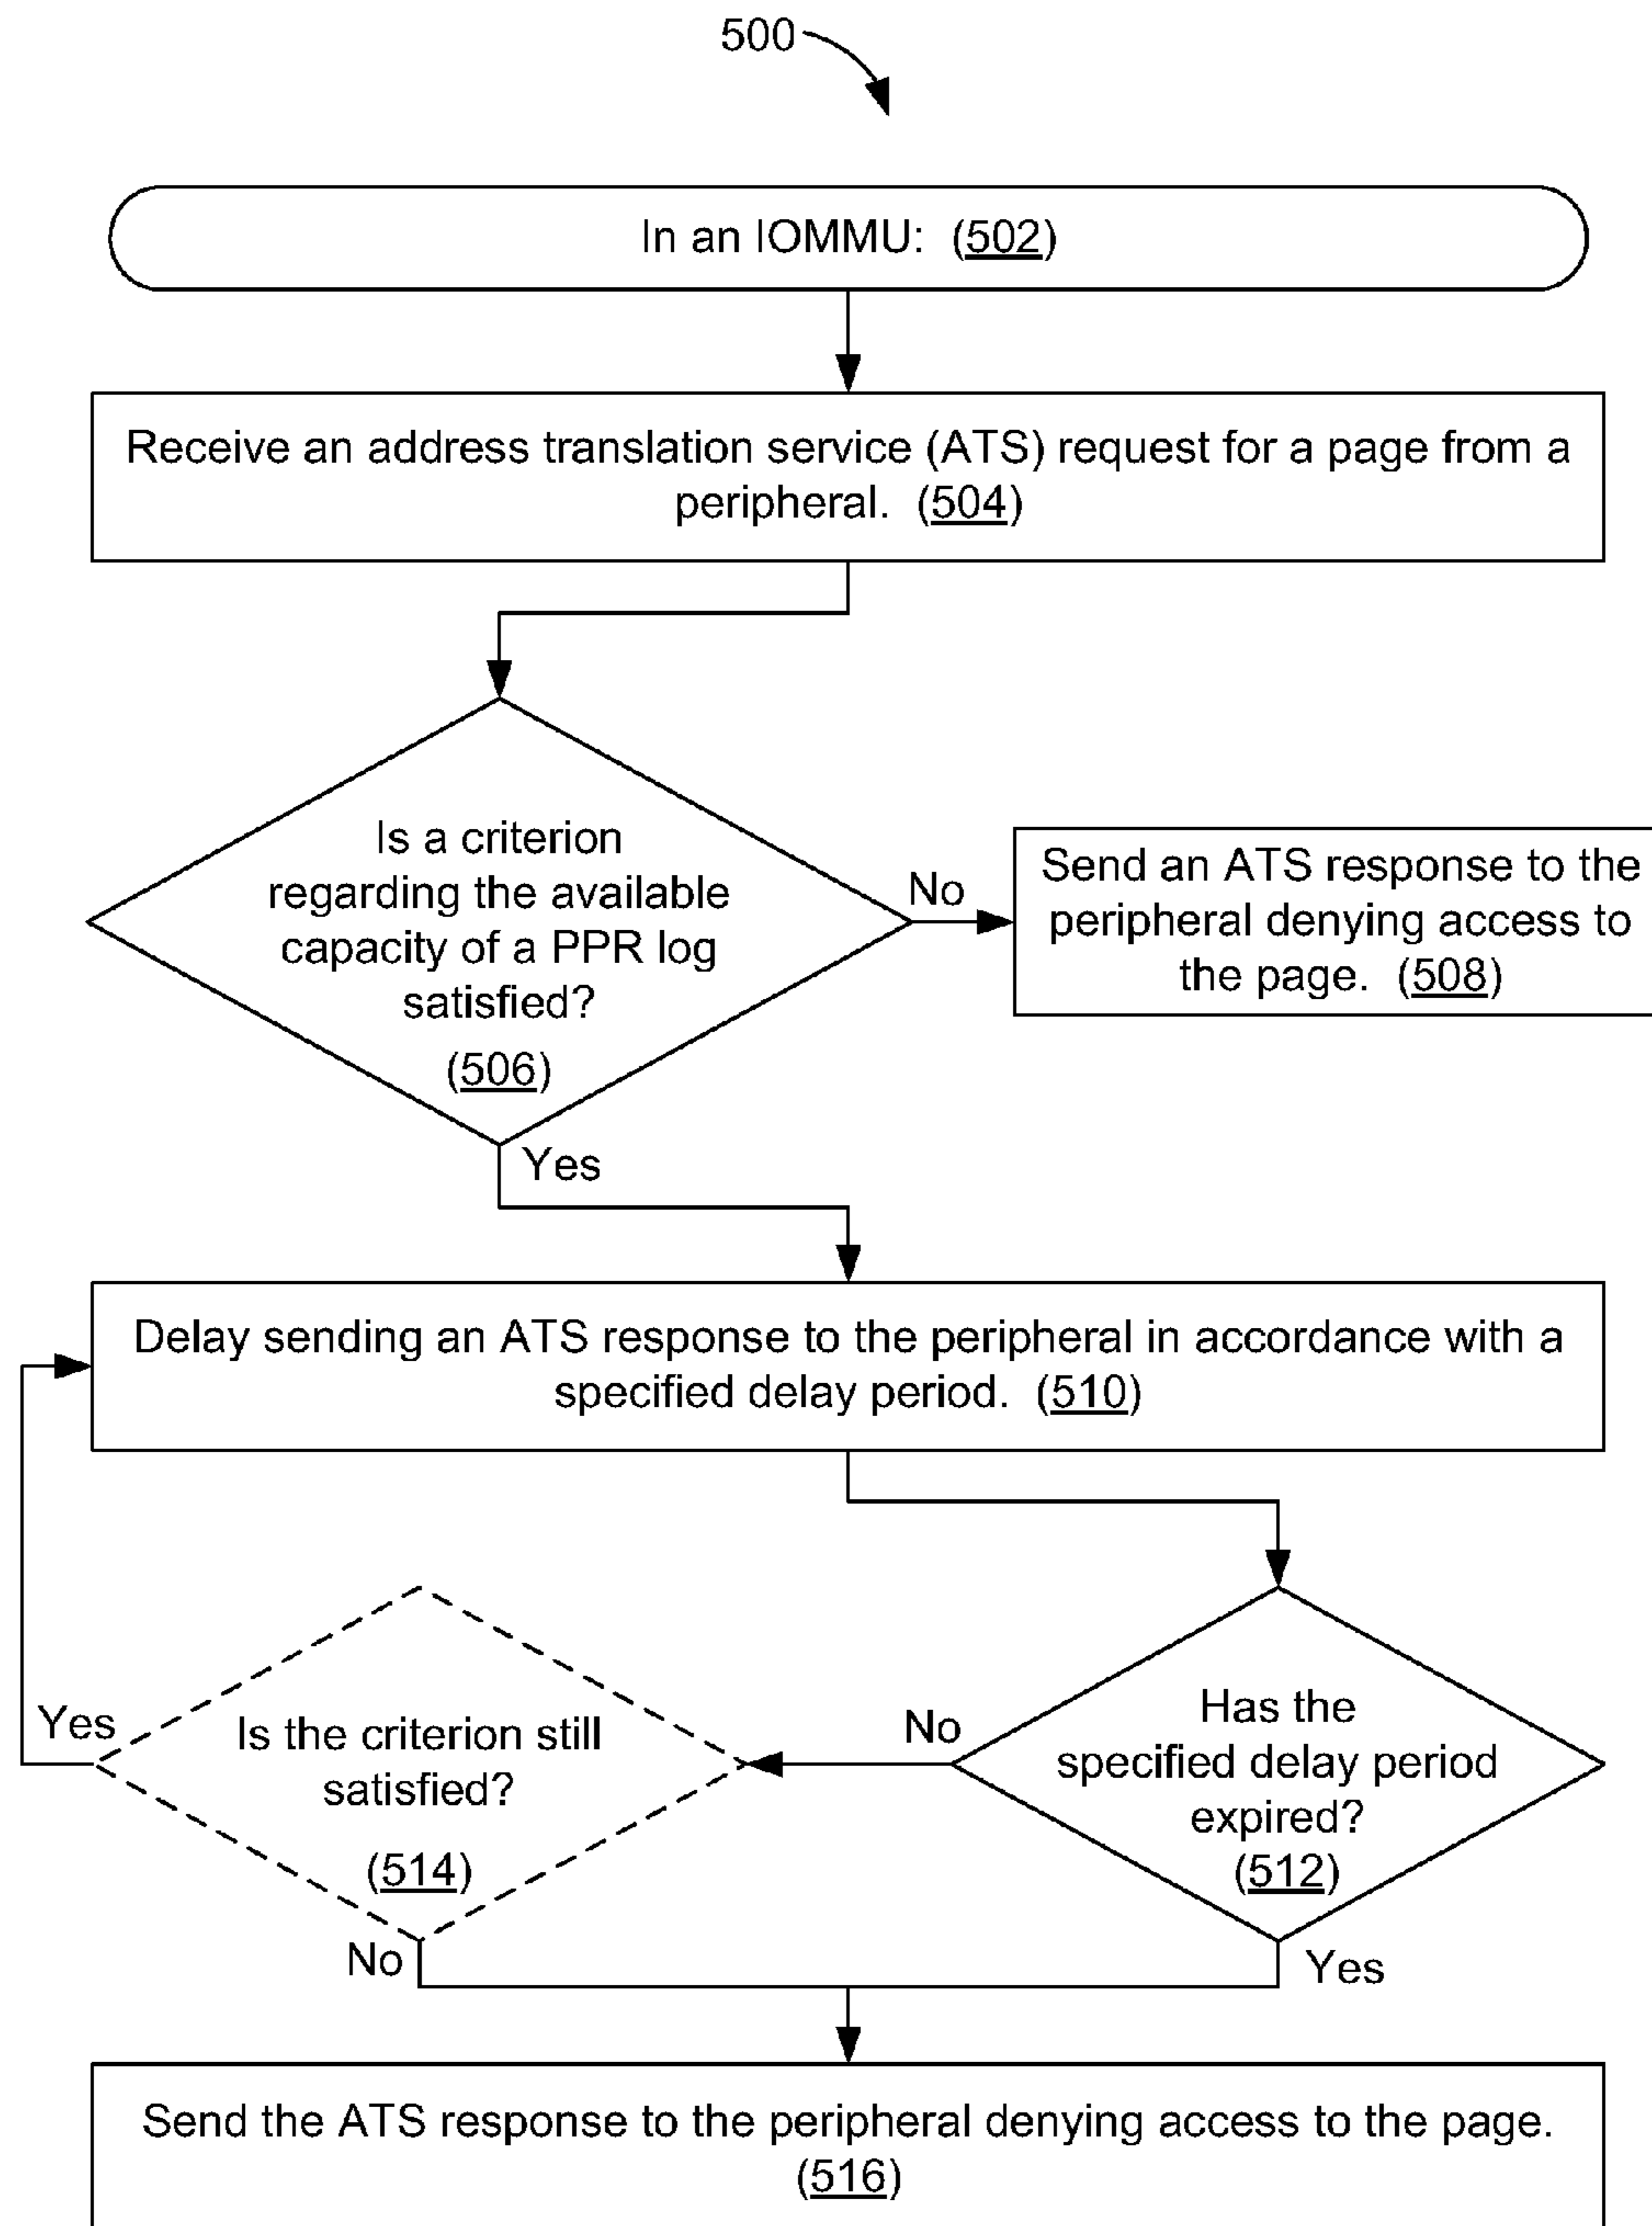 500
In an IOMMU: (502)
Receive an address translation service (ATS) request for a page from a
peripheral. (504)
Is a criterion
regarding the available
capacity of a PPR log
satisfied?
(506)
No
Send an ATS response to the
peripheral denying access to
the page. (508)
Yes
Delay sending an ATS response to the peripheral in accordance with a
specified delay period. (510)
Yes
Is the criterion still
satisfied?
(514)
No
Has the
specified delay period
expired?
(512)
No
Yes
Send the ATS response to the peripheral denying access to the page.
(516)